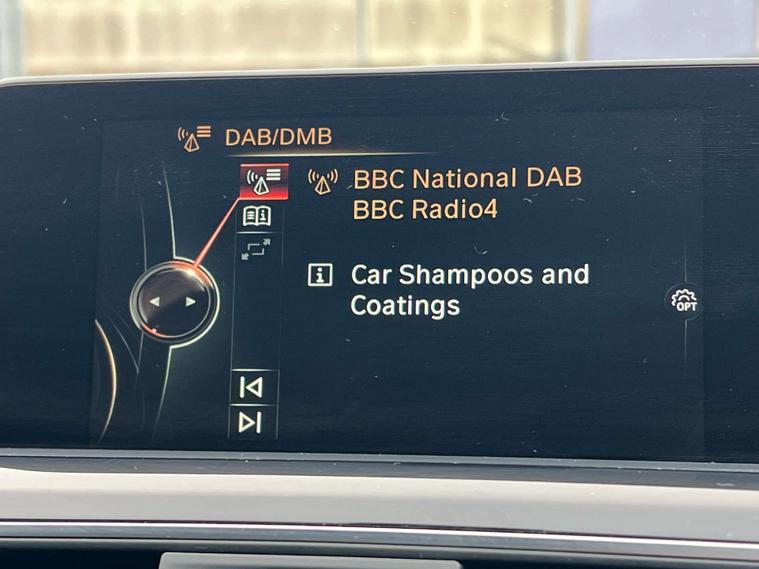 DAB/DMB
BBC National DAB
BBC Radio4
Car Shampoos and
Coatings
OPT